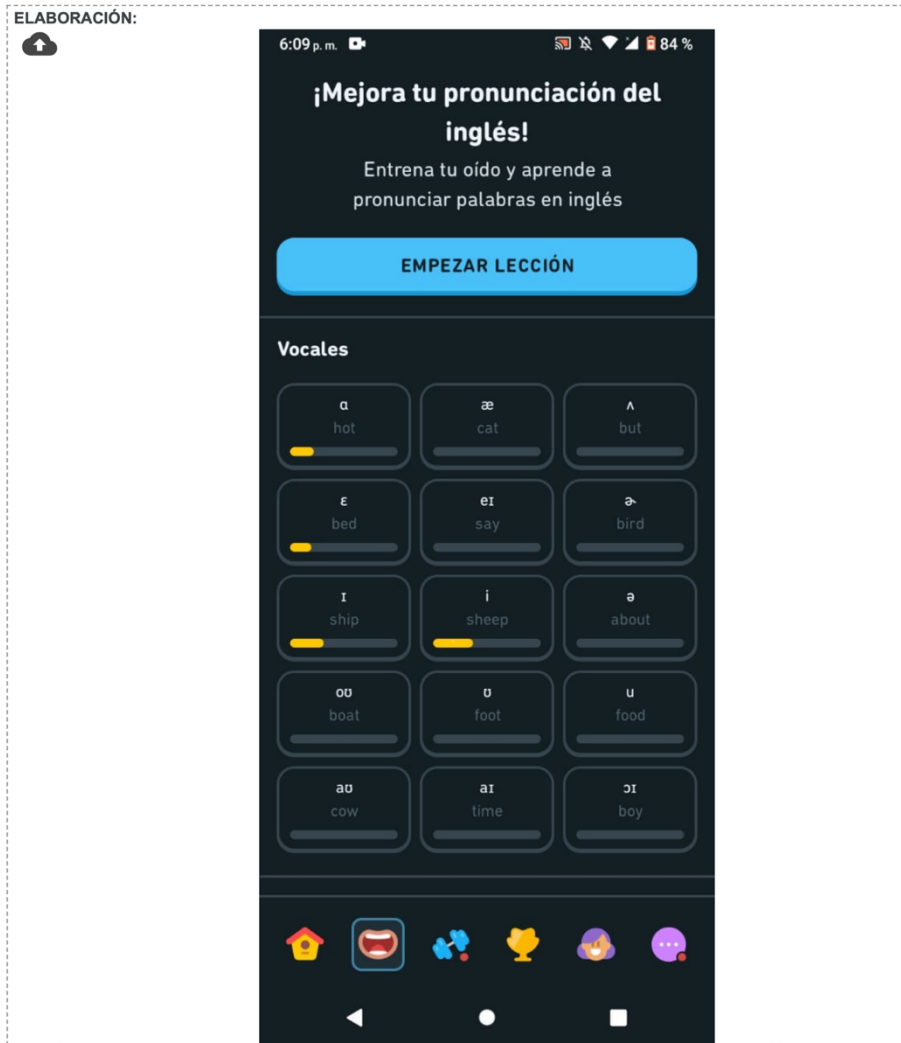 ELABORACIÓN:
6:09 p. m. 84 %
¡Mejora tu pronunciación del
inglés!
Entrena tu oído y aprende a
pronunciar palabras en inglés
EMPEZAR LECCIÓN
Vocales
ɑ æ ʌ
hot cat but
ɛ eɪ ɚ
bed say bird
ɪ i ə
ship sheep about
oʊ ʊ u
boat foot food
aʊ aɪ ɔɪ
cow time boy